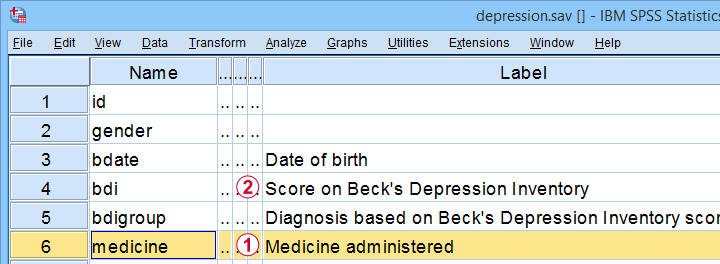 depression.sav [] - IBM SPSS Statistics
File Edit View Data Transform Analyze Graphs Utilities Extensions Window Help
Name ... ... ... Label
1 id .. .. ..
2 gender .. .. ..
3 bdate .. .. .. Date of birth
4 bdi .. .. 2 Score on Beck's Depression Inventory
5 bdigroup .. .. .. Diagnosis based on Beck's Depression Inventory scor
6 medicine .. .. 1 Medicine administered